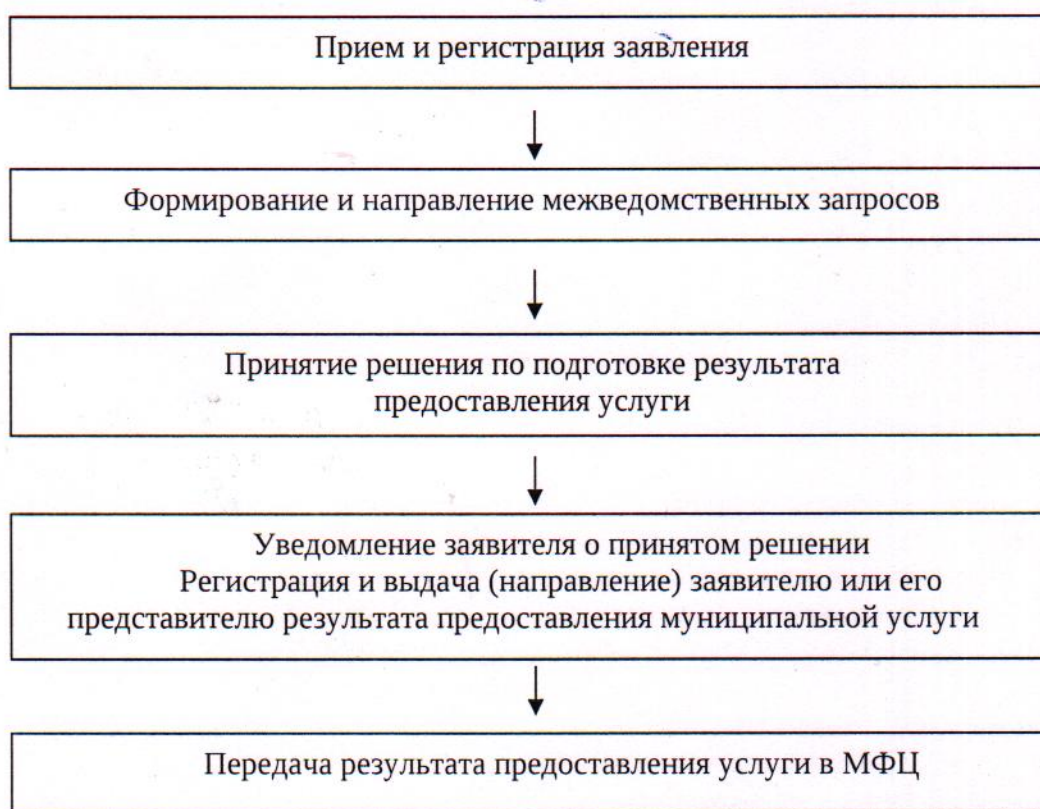 Прием и регистрация заявления
Формирование и направление межведомственных запросов
Принятие решения по подготовке результата
предоставления услуги
Уведомление заявителя о принятом решении
Регистрация и выдача (направление) заявителю или его
представителю результата предоставления муниципальной услуги
Передача результата предоставления услуги в МФЦ